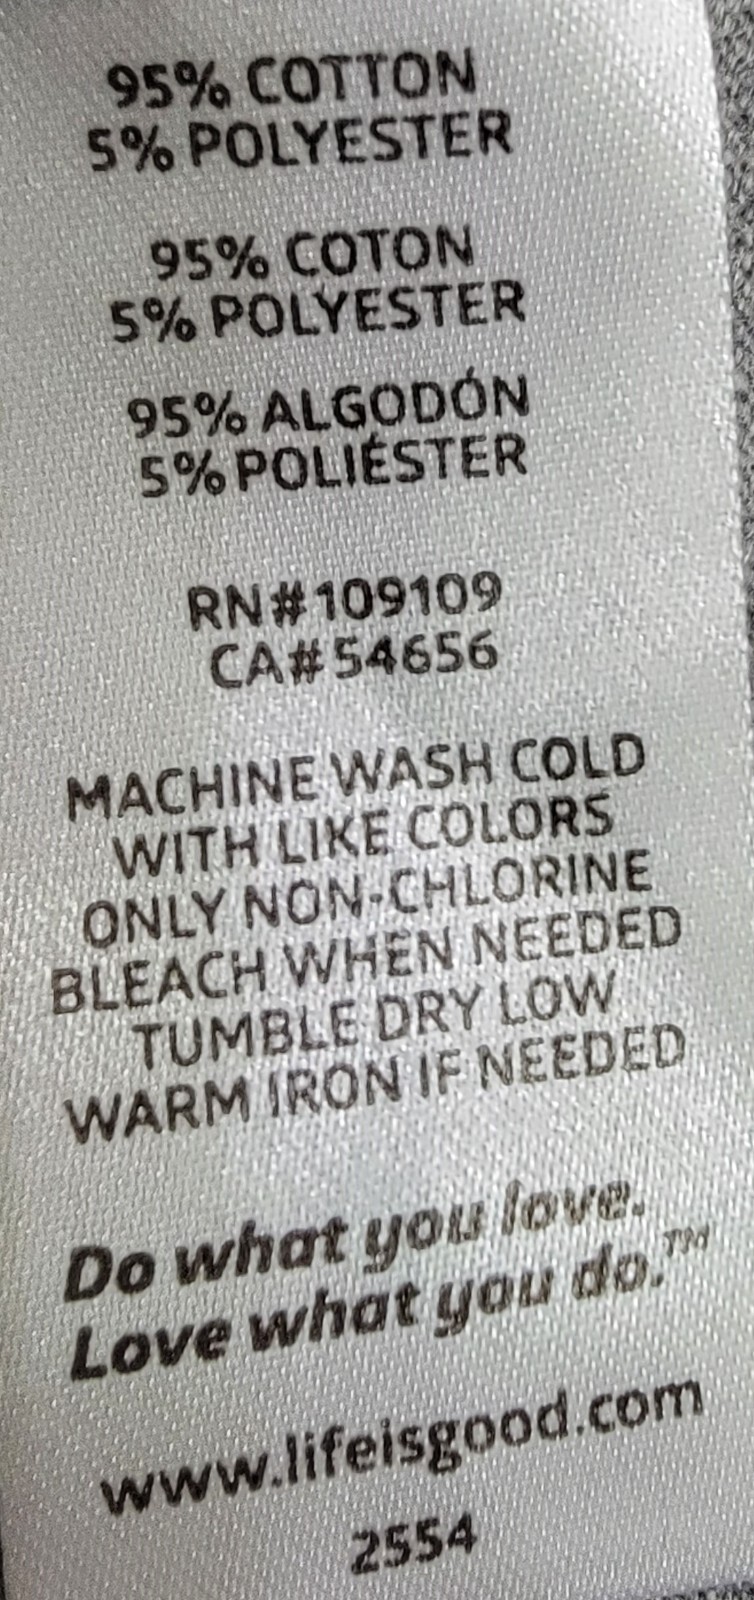 95% COTTON
5% POLYESTER
95% COTON
5% POLYESTER
95% ALGODÓN
5% POLIÉSTER
RN#109109
CA#54656
MACHINE WASH COLD
WITH LIKE COLORS
ONLY NON-CHLORINE
BLEACH WHEN NEEDED
TUMBLE DRY LOW
WARM IRON IF NEEDED
Do what you love.
Love what you do.™
www.lifeisgood.com
2554